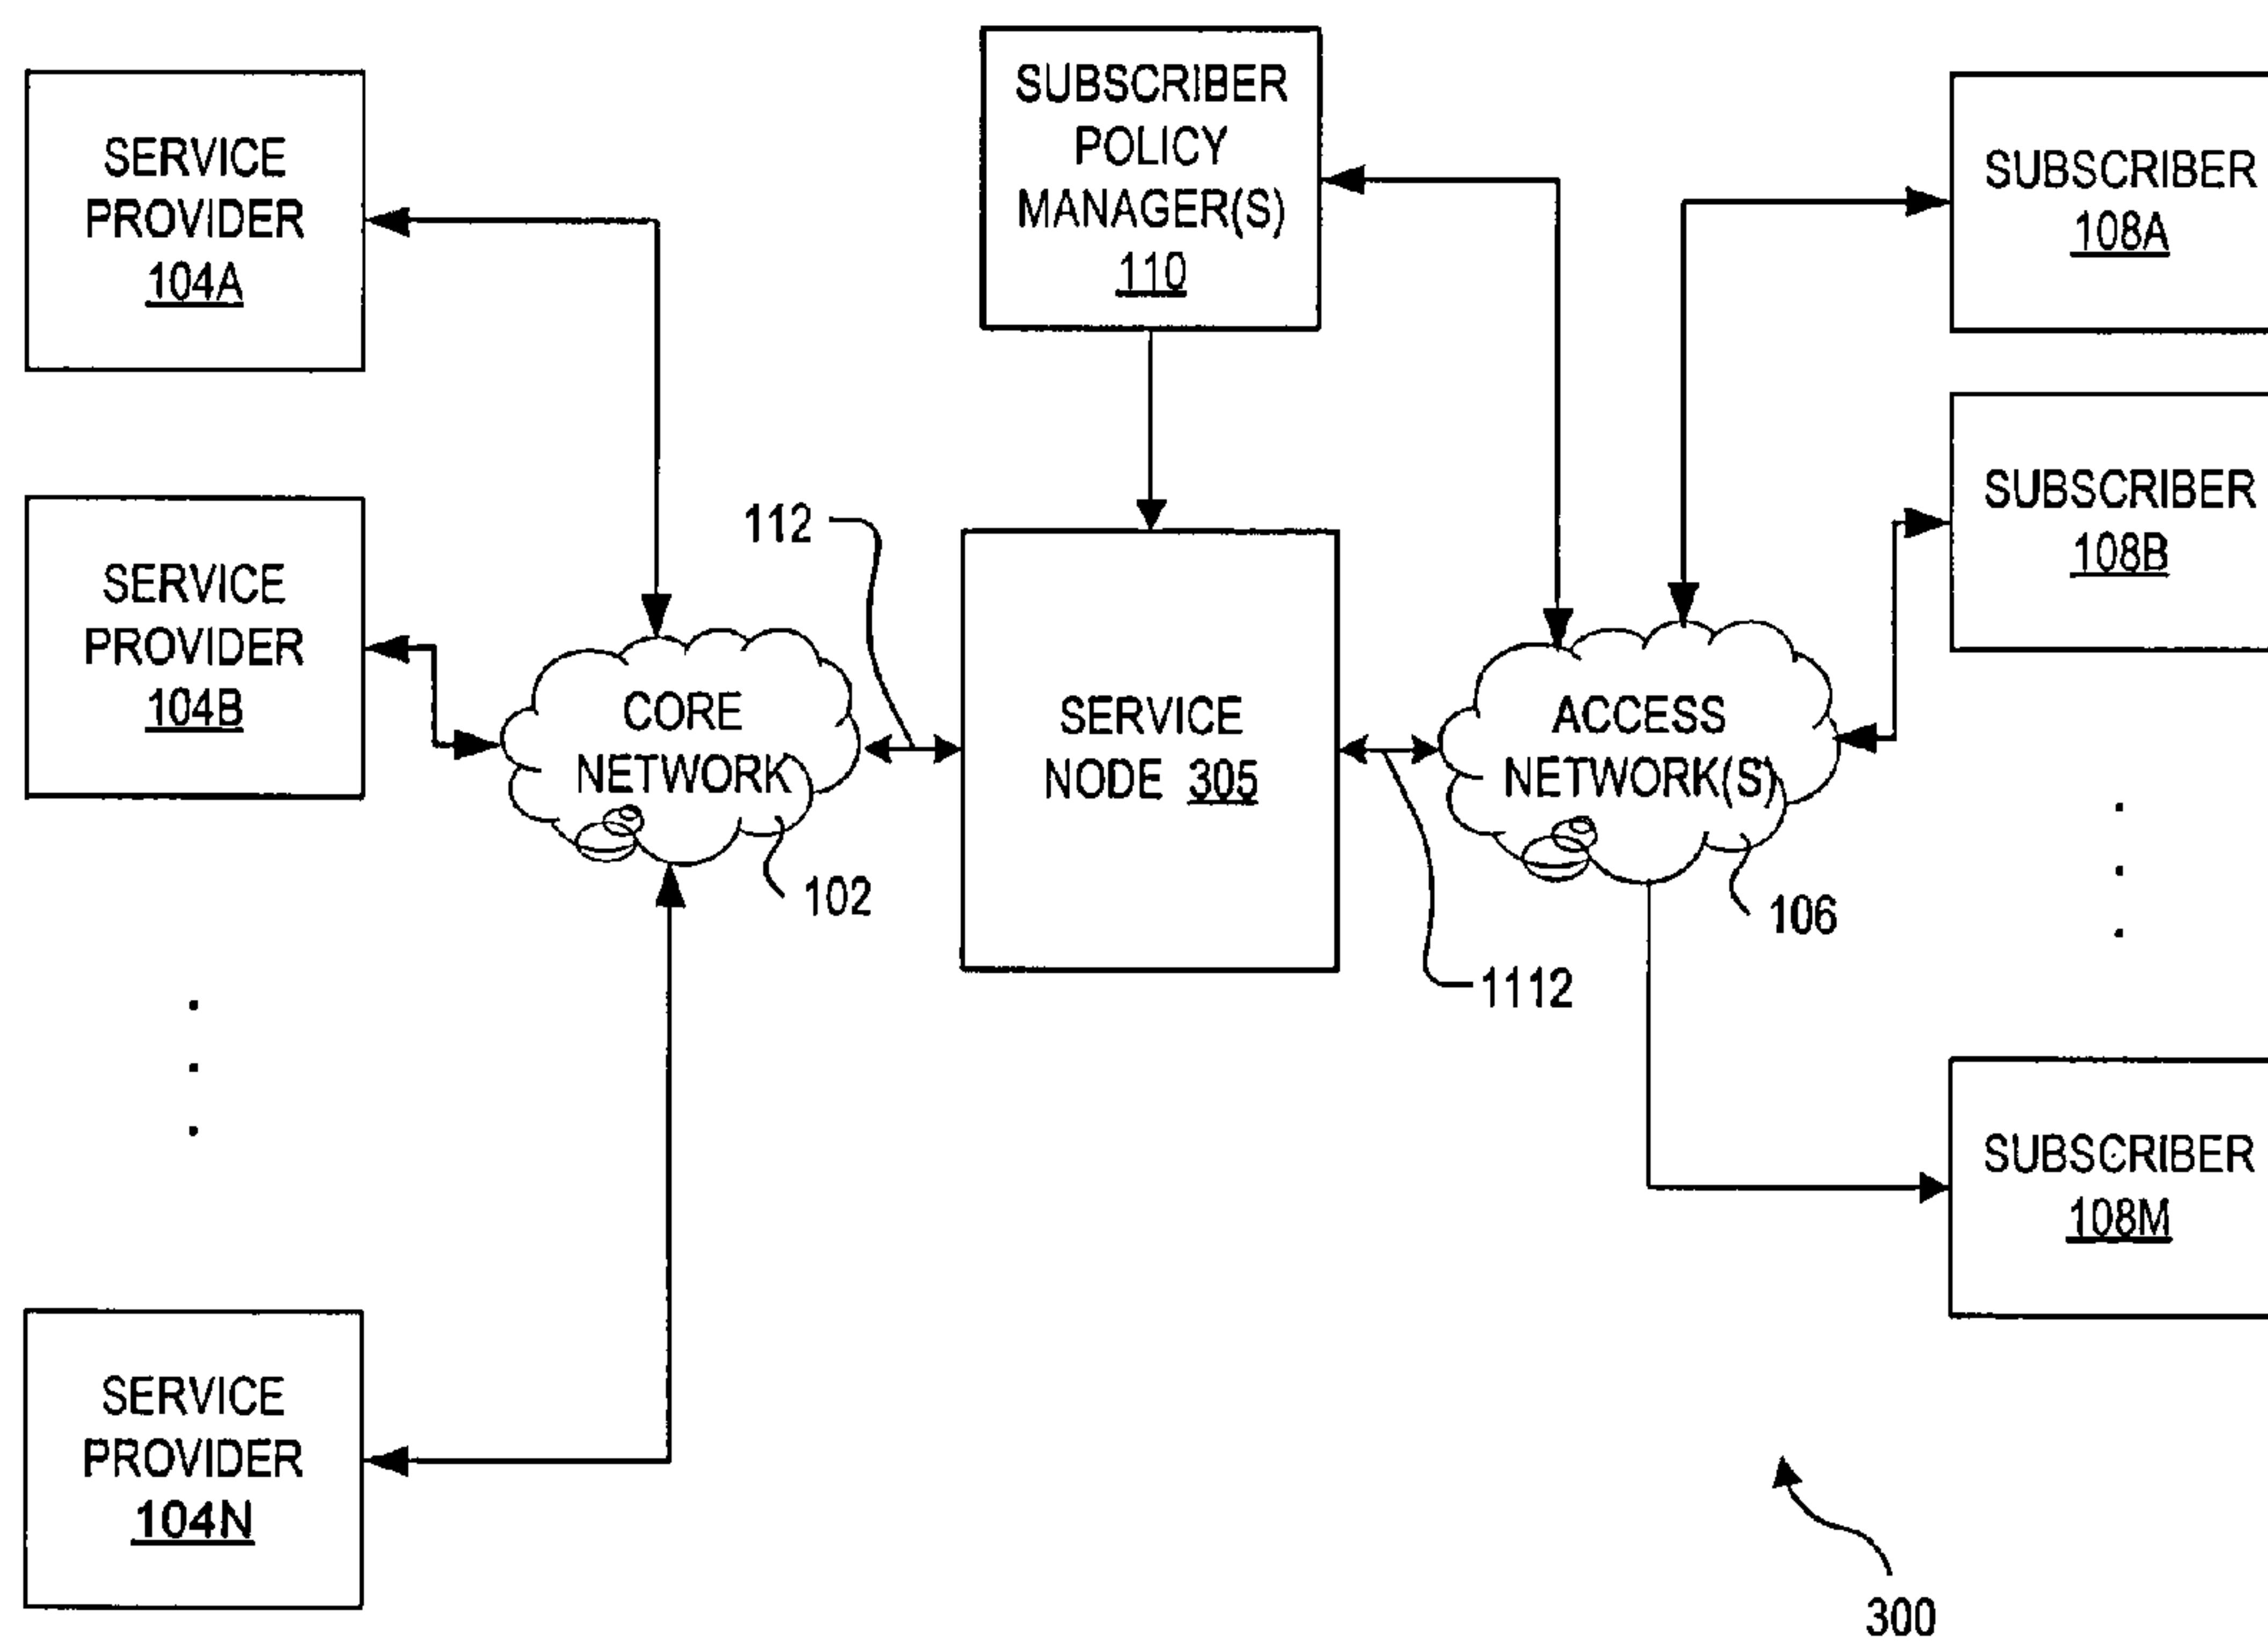 SERVICE
PROVIDER
104A
SUBSCRIBER
POLICY
MANAGER(S)
110
SUBSCRIBER
108A
SERVICE
PROVIDER
104B
112
CORE
NETWORK
102
SERVICE
NODE 305
1112
ACCESS
NETWORK(S)
106
SUBSCRIBER
108B
SUBSCRIBER
108M
SERVICE
PROVIDER
104N
300